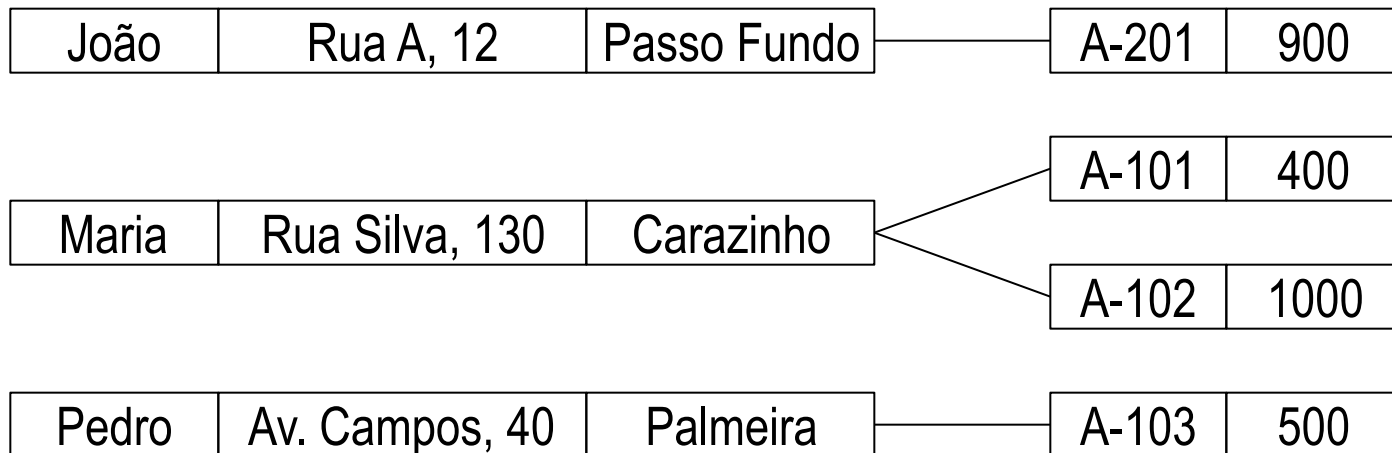 João Rua A, 12 Passo Fundo A-201 900
A-101 400
Maria Rua Silva, 130 Carazinho
A-102 1000
Pedro Av. Campos, 40 Palmeira A-103 500